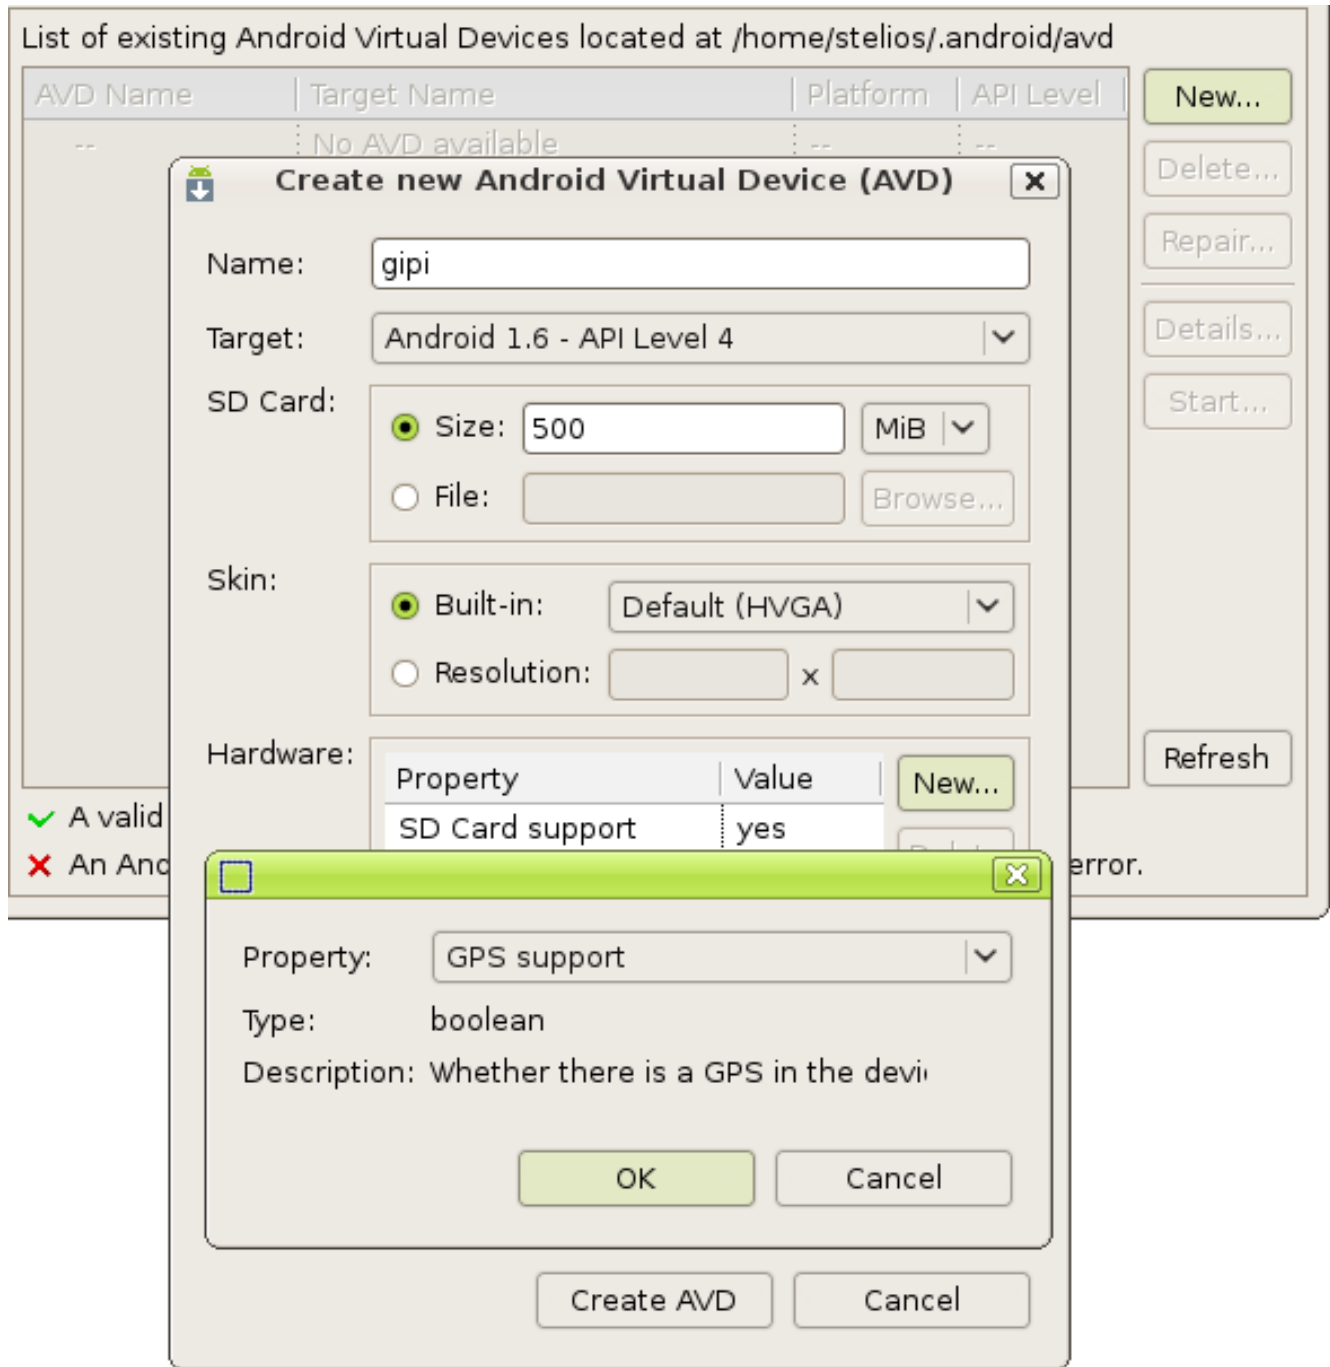 List of existing Android Virtual Devices located at /home/stelios/.android/avd
AVD Name Target Name Platform API Level New...
-- No AVD available -- --
Delete...
Create new Android Virtual Device (AVD)
Name: gipi
Repair...
Target: Android 1.6 - API Level 4
Details...
SD Card:
Size: 500 MiB
Start...
File: Browse...
Skin:
Built-in: Default (HVGA)
Resolution: x
Hardware:
Property Value New...
Refresh
SD Card support yes
A valid
An And error.
Property: GPS support
Type: boolean
Description: Whether there is a GPS in the devi
OK Cancel
Create AVD Cancel